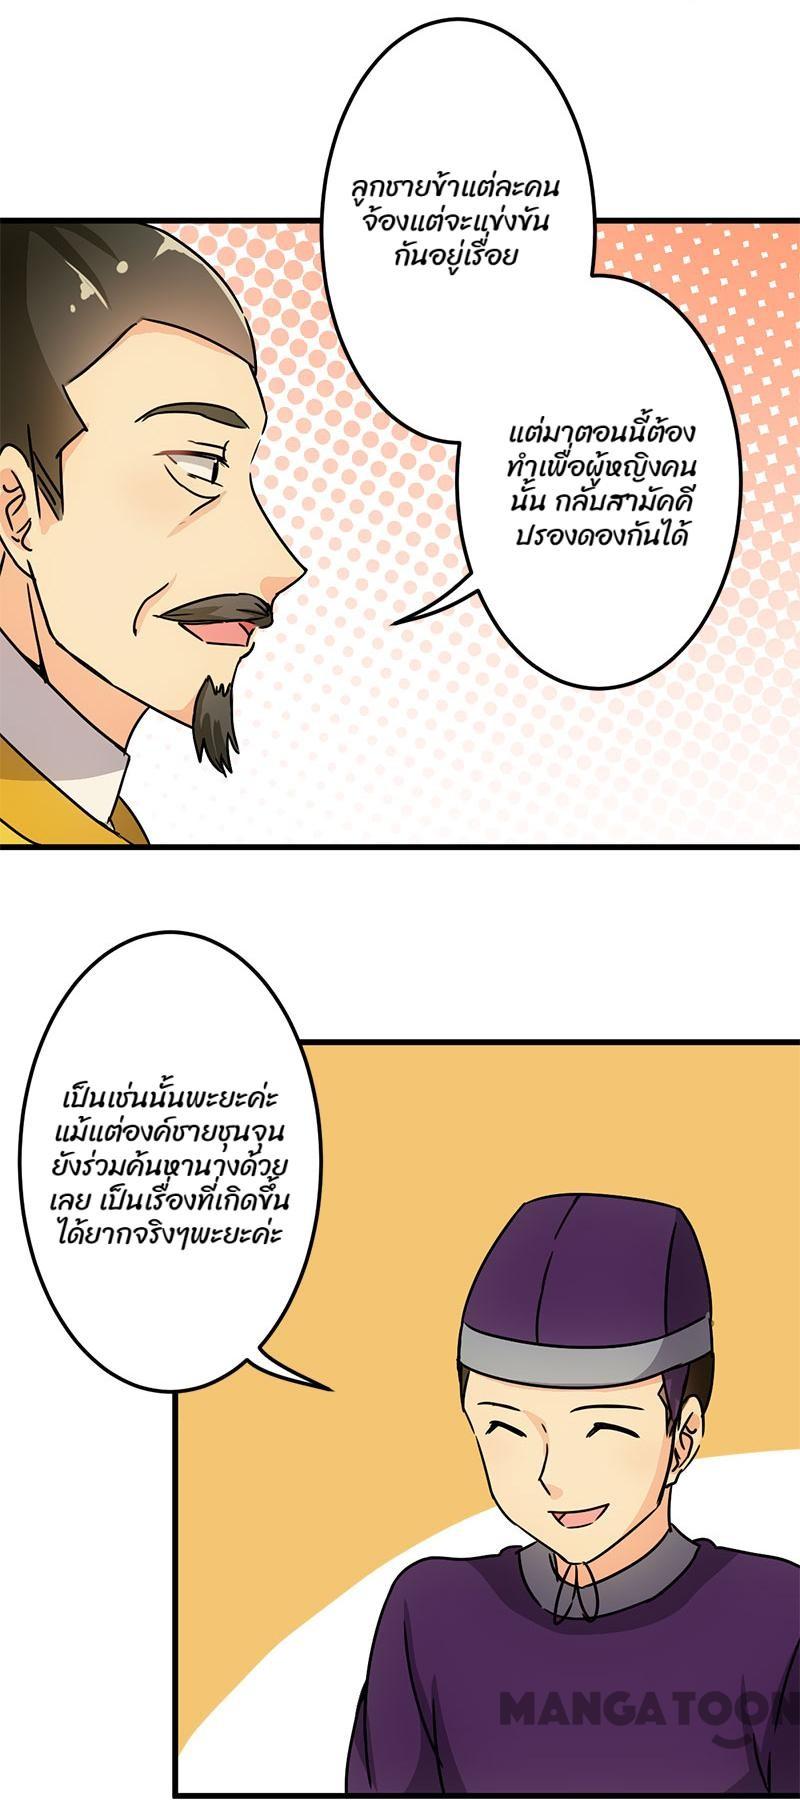 ลูกชายข้าแต่ละคน
จ้องแต่จะแข่งขัน
กันอยู่เรื่อย
แต่มาตอนนี้ต้อง
ทำเพื่อผู้หญิงคน
นั้น กลับสามัคคี
ปรองดองกันได้
เป็นเช่นนั้นพะยะค่ะ
แม้แต่องค์ชายชุนจุน
ยังร่วมค้นหานางด้วย
เลย เป็นเรื่องที่เกิดขึ้น
ได้ยากจริงๆพะยะค่ะ
MANGATOON